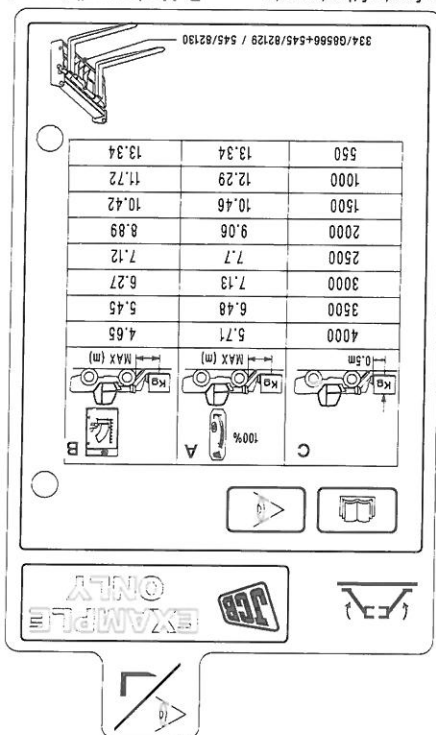 JCB
EXAMPLE
ONLY
C 100% A B
Kg Kg Kg
0.5m MAX (m) MAX (m)
4000 5.71 4.65
3500 6.48 5.45
3000 7.13 6.27
2500 7.7 7.12
2000 9.06 8.89
1500 10.46 10.42
1000 12.29 11.72
550 13.34 13.34
334/G5586+545/82129 / 545/82130